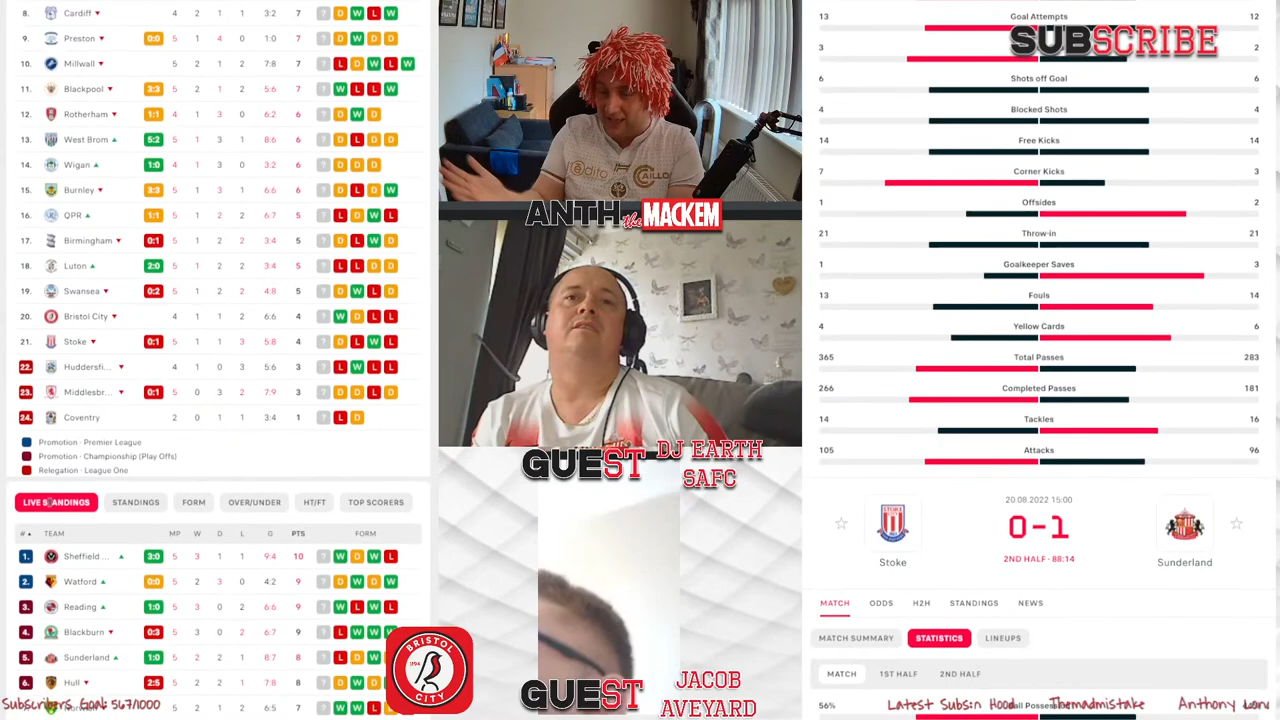 8. Cardiff 4 2 1 1 3:2 7 ? D W L W
9. Preston 0:0 5 1 4 0 1:0 7 ? D W D D
10. Millwall 5 2 1 2 7:8 7 ? L D W L W
11. Blackpool 3:3 5 2 1 2 5:6 7 ? W L L W
12. Rotherham 1:1 4 1 3 0 6:2 6 ? D W D
13. West Brom 5:2 5 1 3 1 8:6 6 ? D L D D
14. Wigan 1:0 4 1 3 0 3:2 6 ? D D D
15. Burnley 3:3 5 1 3 1 6:6 6 ? D L D W
16. QPR 1:1 5 1 2 2 6:7 5 ? L D W L
17. Birmingham 0:1 5 1 2 2 3:4 5 ? D L W D
18. Luton 2:0 5 1 2 2 3:4 5 ? L L D D
19. Swansea 0:2 5 1 2 2 4:8 5 ? D W L D
20. Bristol City 1 1 2 6:6 4 ? W D L
21. Stoke 0:1 5 1 1 3 5:8 4 ? D L W L
22. Huddersfi... 4 1 0 3 5:6 3 ? L W L L
23. Middlesbr... 0:1 5 0 3 2 7:9 3 ? D D L D
24. Coventry 2 0 1 1 3:4 1 ? L D
Promotion - Premier League
Promotion - Championship (Play Offs)
Relegation - League One
LIVE STANDINGS STANDINGS FORM OVER/UNDER HT/FT TOP SCORERS
# TEAM MP W D L G PTS FORM
1. Sheffield ... 3:0 5 3 1 1 9:4 10 ? W D W L
2. Watford 0:0 5 2 3 0 4:2 9 ? D W D W
3. Reading 1:0 5 3 0 2 6:6 9 ? W L W L
4. Blackburn 0:3 5 3 0 2 6:7 9 ? L W W
5. Sunderland 1:0 5 2 2 8:7 8 ? L D W
6. Hull 2:5 5 2 2 8 ? D W D
6:5 ? W W L
Subscribers GOAL: 567/1000
ANTH the MACKEM
GUEST DJ EARTH SAFC
GUEST JACOB AVEYARD
BRISTOL
1894
CITY
SUBSCRIBE
13 Goal Attempts 12
3 2
6 Shots off Goal 6
4 Blocked Shots 4
14 Free Kicks 14
7 Corner Kicks 3
1 Offsides 2
21 Throw-in 21
1 Goalkeeper Saves 3
13 Fouls 14
4 Yellow Cards 6
365 Total Passes 283
266 Completed Passes 181
14 Tackles 16
105 Attacks 96
20.08.2022 15:00
0-1
2ND HALF - 88:14
Stoke Sunderland
MATCH ODDS H2H STANDINGS NEWS
MATCH SUMMARY STATISTICS LINEUPS
MATCH 1ST HALF 2ND HALF
56% Ball Possession
Latest Subs:n Hood Themadmistake Anthony